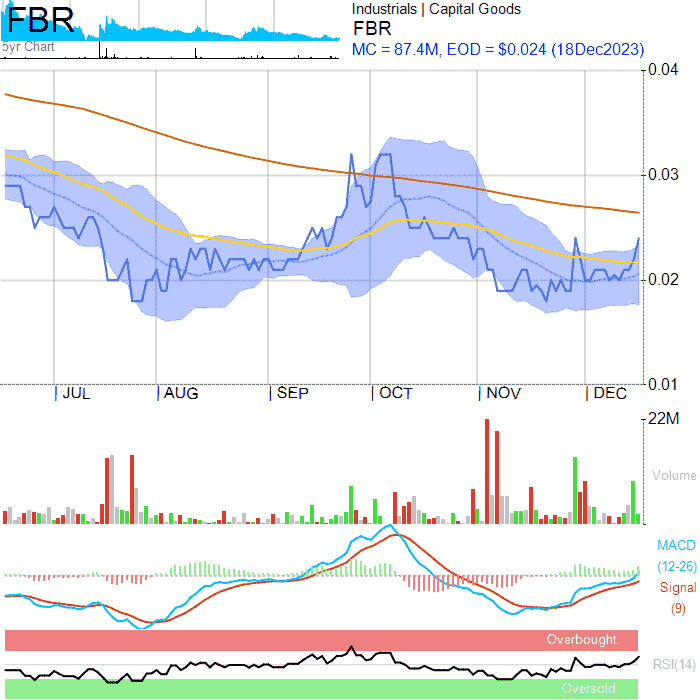 FBR
5yr Chart
Industrials | Capital Goods
FBR
MC = 87.4M, EOD = $0.024 (18Dec2023)
0.04
0.03
0.02
0.01
JUL AUG SEP OCT NOV DEC
22M
Volume
MACD
(12-26)
Signal
(9)
Overbought
RSI(14)
Oversold